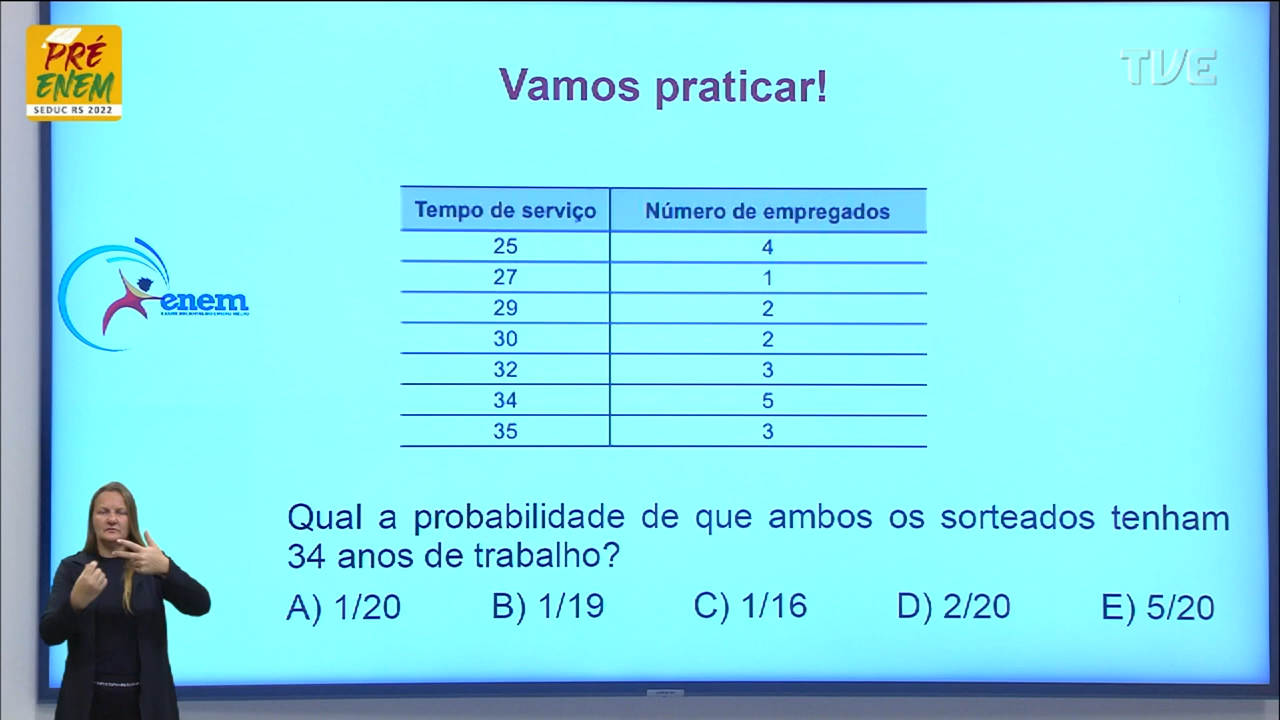 PRÉ
ENEM
SEDUC RS 2022
TVE
Vamos praticar!
Tempo de serviço Número de empregados
25 4
27 1
29 2
30 2
32 3
34 5
35 3
enem
Qual a probabilidade de que ambos os sorteados tenham
34 anos de trabalho?
A) 1/20 B) 1/19 C) 1/16 D) 2/20 E) 5/20